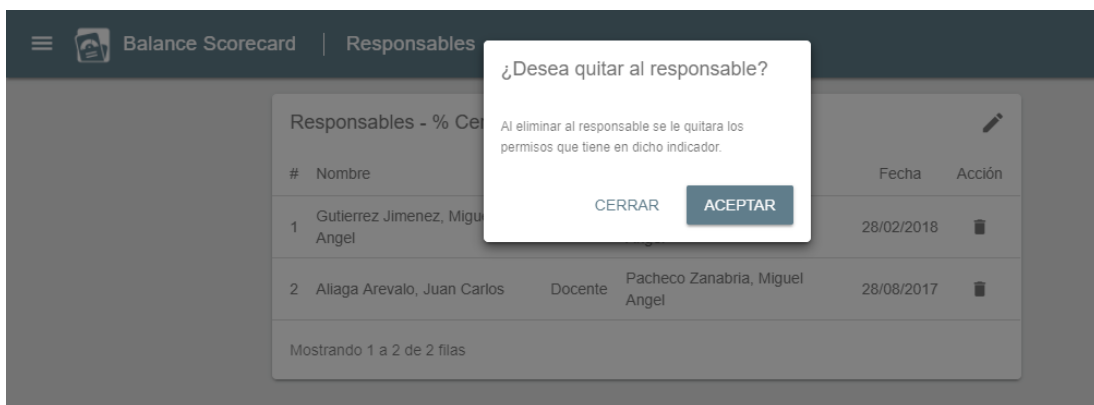 Balance Scorecard | Responsables
¿Desea quitar al responsable?
Al eliminar al responsable se le quitara los
permisos que tiene en dicho indicador.
CERRAR ACEPTAR
Responsables - % Cer
# Nombre Fecha Acción
1 Gutierrez Jimenez, Migu
Angel 28/02/2018
2 Aliaga Arevalo, Juan Carlos Docente Pacheco Zanabria, Miguel
Angel 28/08/2017
Mostrando 1 a 2 de 2 filas